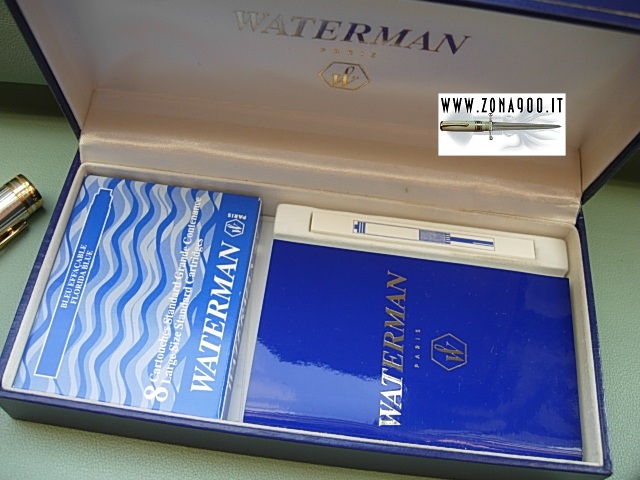 WATERMAN
PARIS
WWW.ZONA900.IT
BLEU EFFAÇABLE
FLORIDA BLUE
8 Cartouches Standard Grande Contenance
Large Size Standard Cartridges
WATERMAN
PARIS
WATERMAN
PARIS